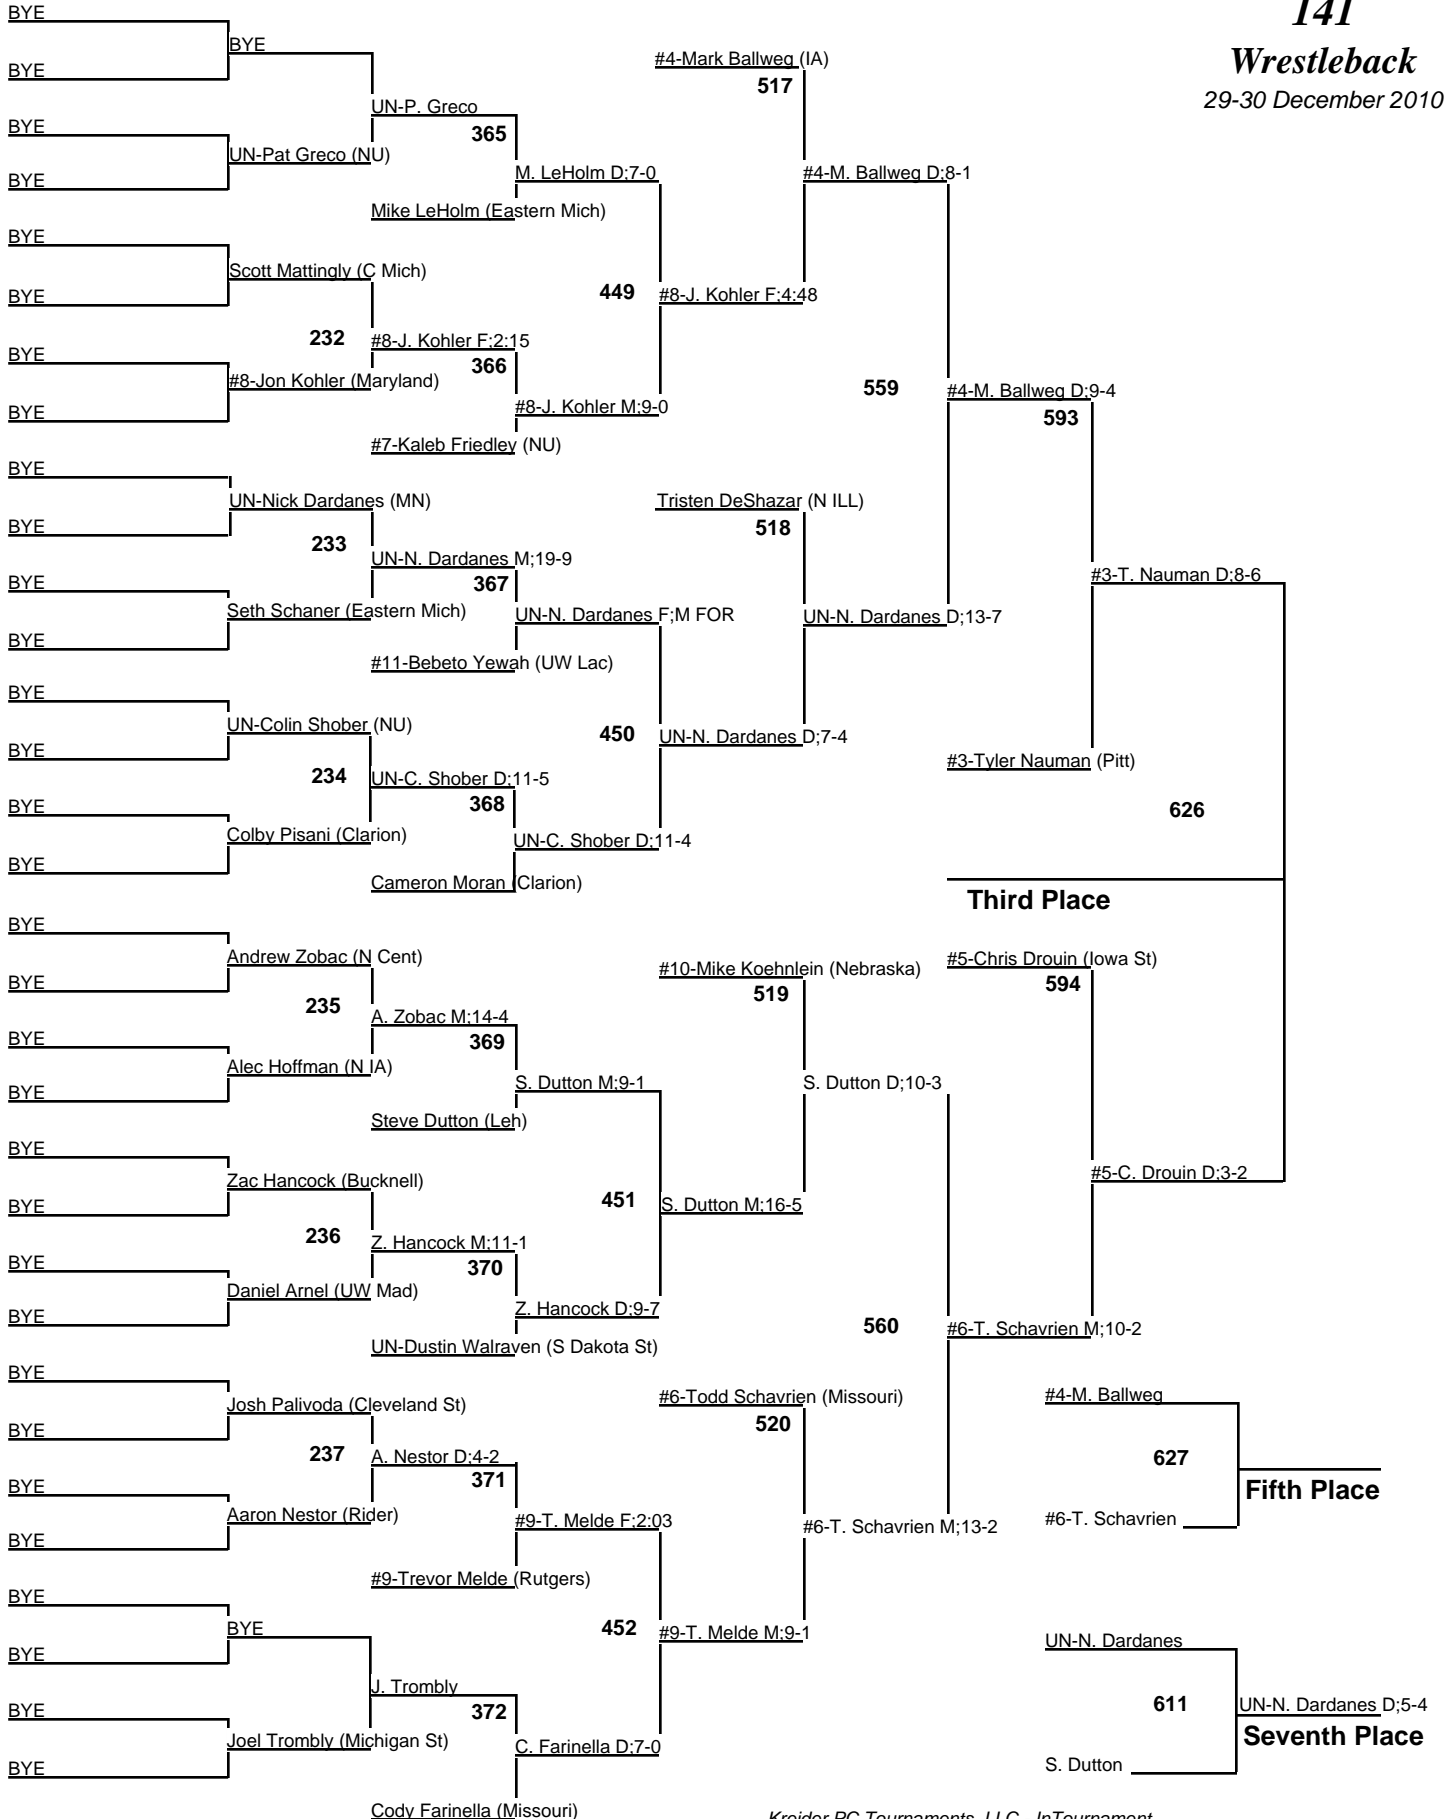 141
Wrestleback
29-30 December 2010
BYE
BYE
BYE
BYE
UN-Pat Greco (NU)
BYE
UN-P. Greco
365
Mike LeHolm (Eastern Mich)
M. LeHolm D;7-0
BYE
Scott Mattingly (C Mich)
BYE
232
BYE
#8-Jon Kohler (Maryland)
BYE
#8-J. Kohler F;2:15
366
#7-Kaleb Friedley (NU)
#8-J. Kohler M;9-0
449
#8-J. Kohler F;4:48
#4-Mark Ballweg (IA)
517
#4-M. Ballweg D;8-1
BYE
UN-Nick Dardanes (MN)
BYE
233
BYE
Seth Schaner (Eastern Mich)
BYE
UN-N. Dardanes M;19-9
367
#11-Bebeto Yewah (UW Lac)
UN-N. Dardanes F;M FOR
BYE
UN-Colin Shober (NU)
BYE
234
BYE
Colby Pisani (Clarion)
BYE
UN-C. Shober D;11-5
368
Cameron Moran (Clarion)
UN-C. Shober D;11-4
450
UN-N. Dardanes D;7-4
Tristen DeShazar (N ILL)
518
UN-N. Dardanes D;13-7
559
#4-M. Ballweg D;9-4
593
#3-Tyler Nauman (Pitt)
#3-T. Nauman D;8-6
626
Third Place
BYE
Andrew Zobac (N Cent)
BYE
235
BYE
Alec Hoffman (N IA)
BYE
A. Zobac M;14-4
369
Steve Dutton (Leh)
S. Dutton M;9-1
BYE
Zac Hancock (Bucknell)
BYE
236
BYE
Daniel Arnel (UW Mad)
BYE
Z. Hancock M;11-1
370
UN-Dustin Walraven (S Dakota St)
Z. Hancock D;9-7
451
S. Dutton M;16-5
#10-Mike Koehnlein (Nebraska)
519
S. Dutton D;10-3
#5-Chris Drouin (Iowa St)
594
#5-C. Drouin D;3-2
560
#6-T. Schavrien M;10-2
BYE
Josh Palivoda (Cleveland St)
BYE
237
BYE
Aaron Nestor (Rider)
BYE
A. Nestor D;4-2
371
#9-Trevor Melde (Rutgers)
#9-T. Melde F;2:03
#6-Todd Schavrien (Missouri)
520
#6-T. Schavrien M;13-2
BYE
BYE
BYE
BYE
Joel Trombly (Michigan St)
BYE
J. Trombly
372
Cody Farinella (Missouri)
C. Farinella D;7-0
452
#9-T. Melde M;9-1
#4-M. Ballweg
627
#6-T. Schavrien
Fifth Place
UN-N. Dardanes
611
S. Dutton
UN-N. Dardanes D;5-4
Seventh Place
Kreider PC Tournaments, LLC - InTournament